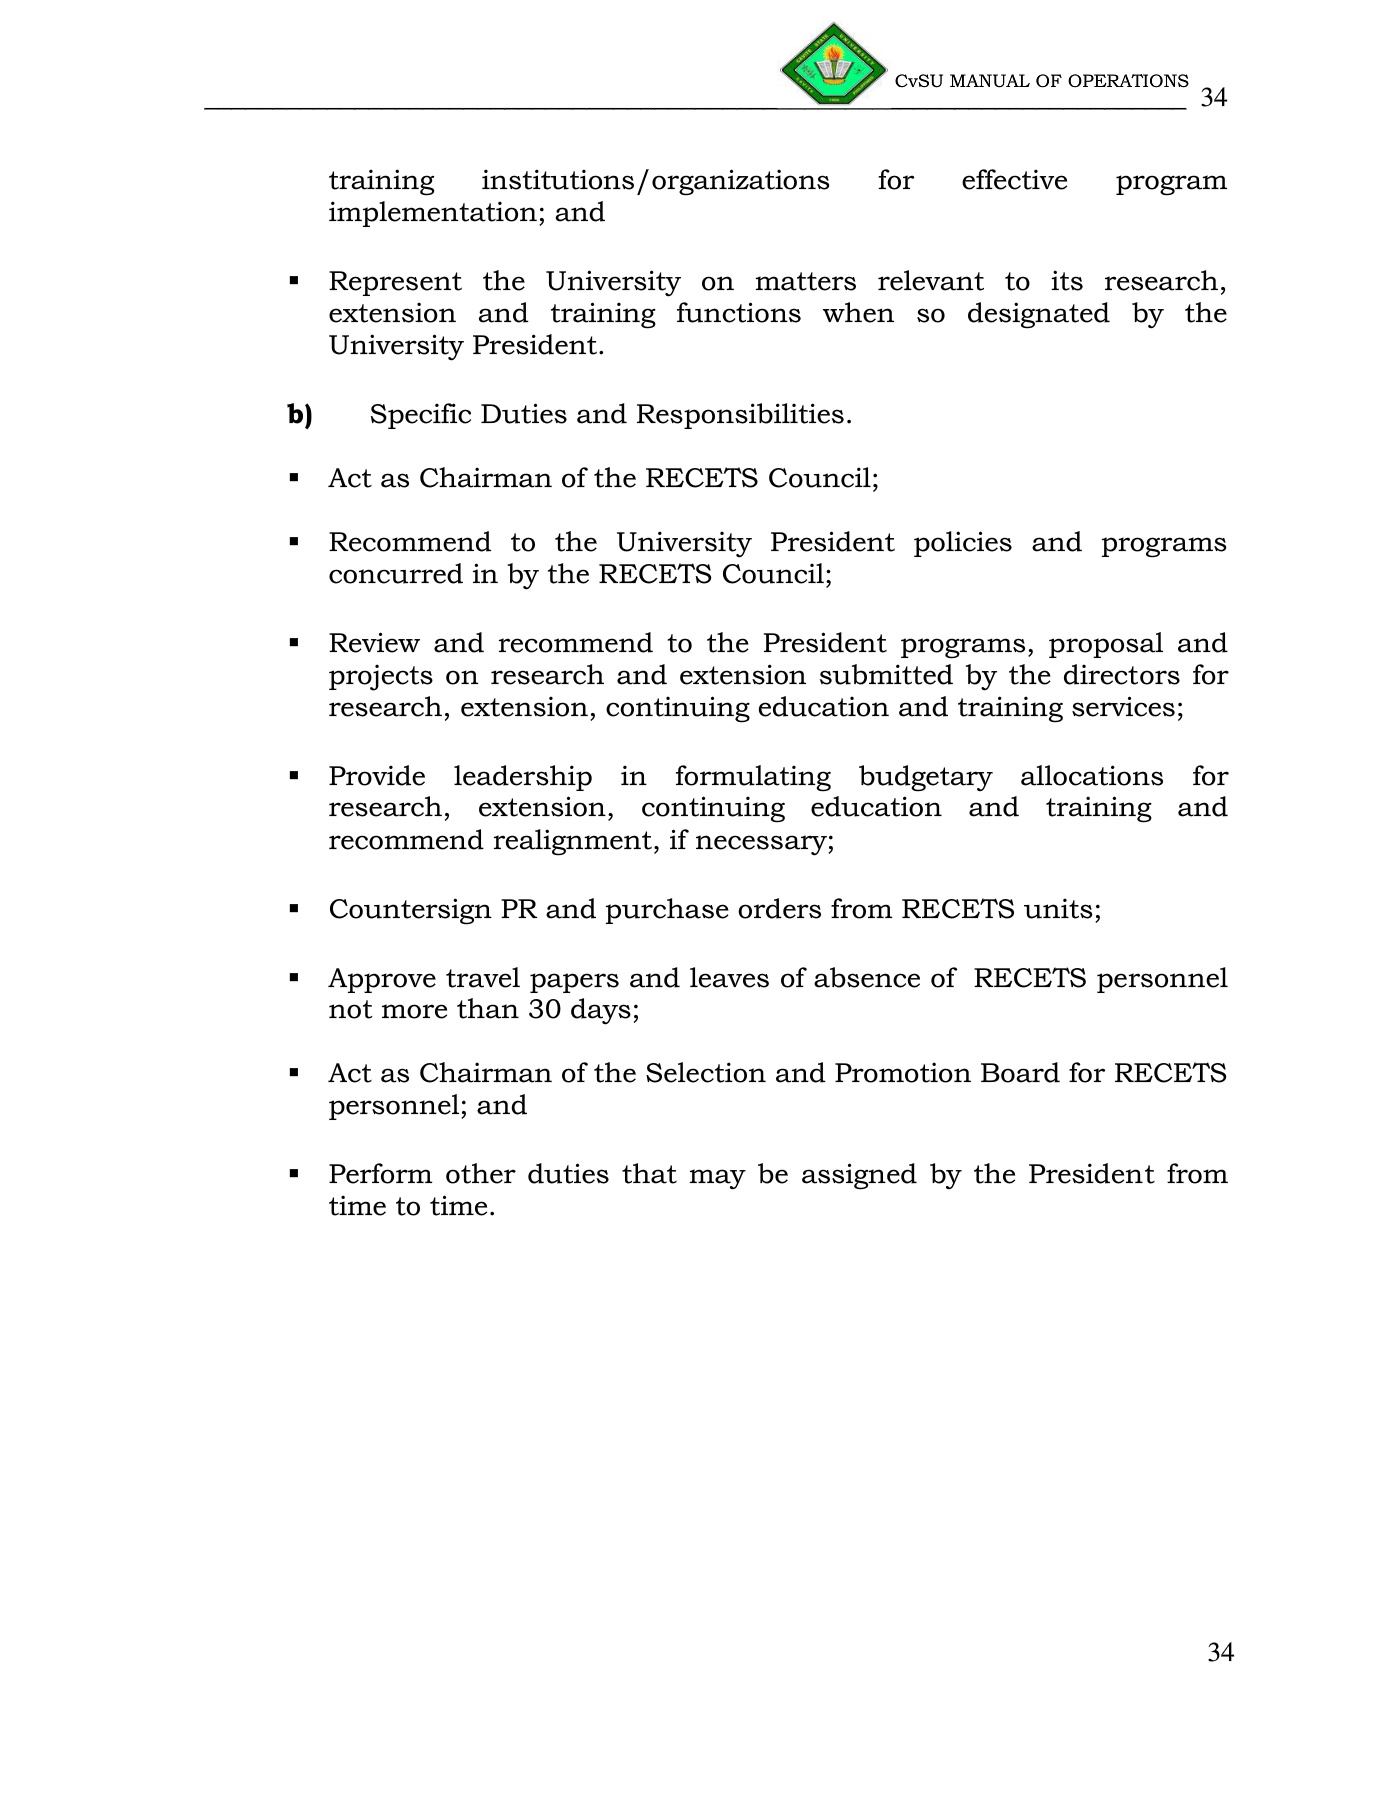 CvSU MANUAL OF OPERATIONS 34
training institutions/organizations for effective program
implementation; and
▪ Represent the University on matters relevant to its research,
extension and training functions when so designated by the
University President.
b) Specific Duties and Responsibilities.
▪ Act as Chairman of the RECETS Council;
▪ Recommend to the University President policies and programs
concurred in by the RECETS Council;
▪ Review and recommend to the President programs, proposal and
projects on research and extension submitted by the directors for
research, extension, continuing education and training services;
▪ Provide leadership in formulating budgetary allocations for
research, extension, continuing education and training and
recommend realignment, if necessary;
▪ Countersign PR and purchase orders from RECETS units;
▪ Approve travel papers and leaves of absence of RECETS personnel
not more than 30 days;
▪ Act as Chairman of the Selection and Promotion Board for RECETS
personnel; and
▪ Perform other duties that may be assigned by the President from
time to time.
34